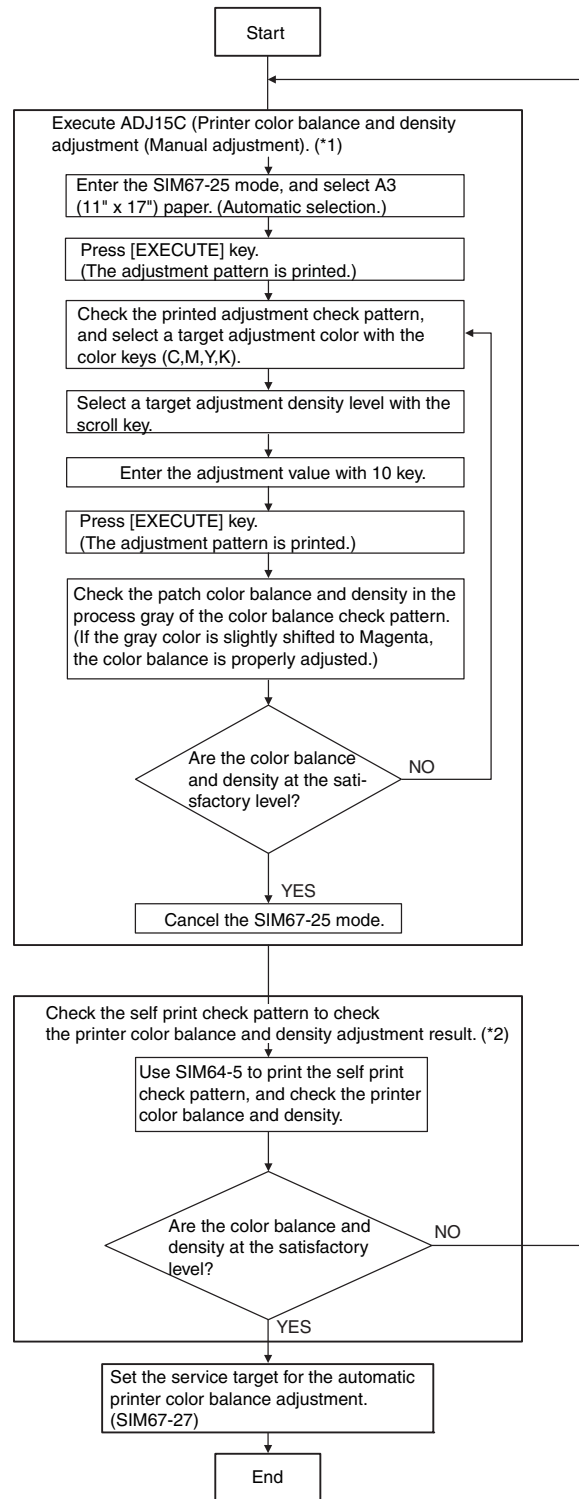 Start
Execute ADJ15C (Printer color balance and density
adjustment (Manual adjustment). (*1)
Enter the SIM67-25 mode, and select A3
(11" x 17") paper. (Automatic selection.)
Press [EXECUTE] key.
(The adjustment pattern is printed.)
Check the printed adjustment check pattern,
and select a target adjustment color with the
color keys (C,M,Y,K).
Select a target adjustment density level with the
scroll key.
Enter the adjustment value with 10 key.
Press [EXECUTE] key.
(The adjustment pattern is printed.)
Check the patch color balance and density in the
process gray of the color balance check pattern.
(If the gray color is slightly shifted to Magenta,
the color balance is properly adjusted.)
Are the color balance
and density at the sati-
sfactory level?
NO
YES
Cancel the SIM67-25 mode.
Check the self print check pattern to check
the printer color balance and density adjustment result. (*2)
Use SIM64-5 to print the self print
check pattern, and check the printer
color balance and density.
Are the color balance and
density at the satisfactory
level?
NO
YES
Set the service target for the automatic
printer color balance adjustment.
(SIM67-27)
End